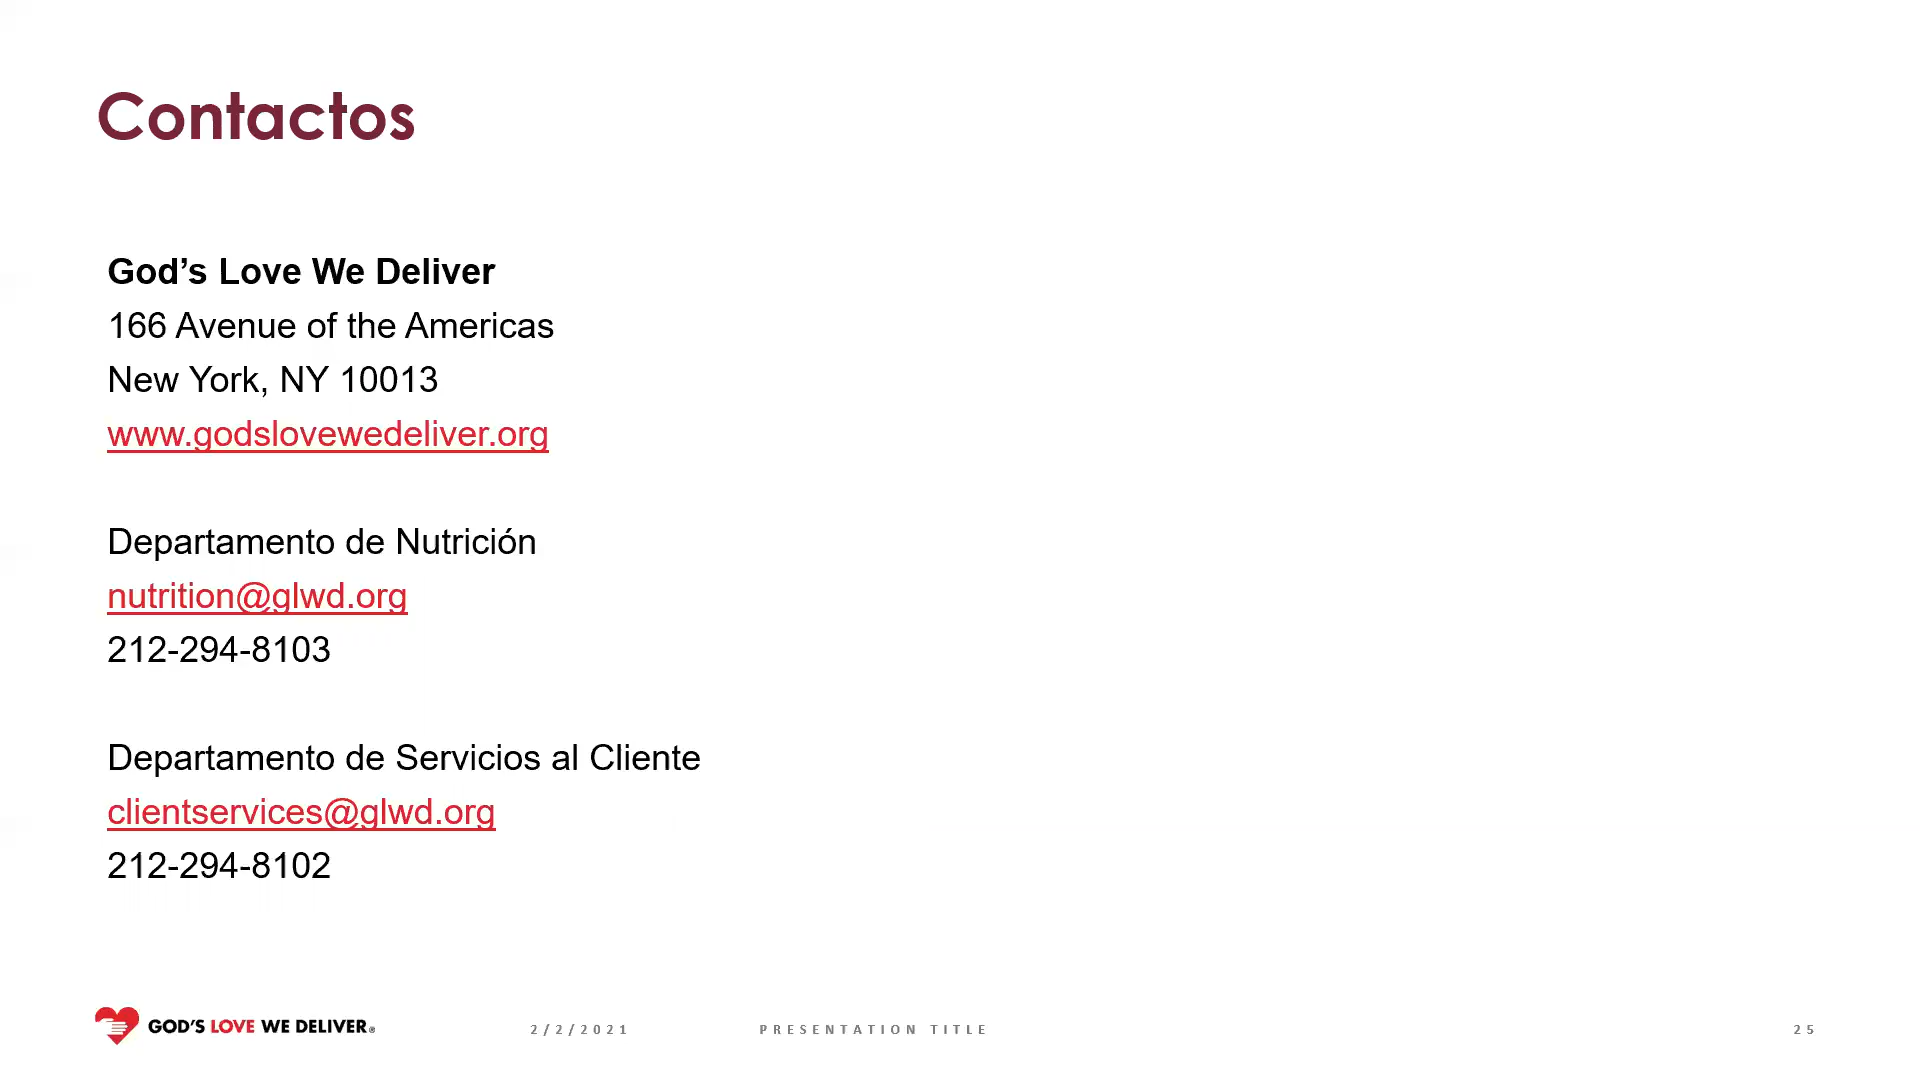 Contactos
God’s Love We Deliver
166 Avenue of the Americas
New York, NY 10013
www.godslovewedeliver.org
Departamento de Nutrición
nutrition@glwd.org
212-294-8103
Departamento de Servicios al Cliente
clientservices@glwd.org
212-294-8102
GOD'S LOVE WE DELIVER®
2/2/2021
PRESENTATION TITLE
25